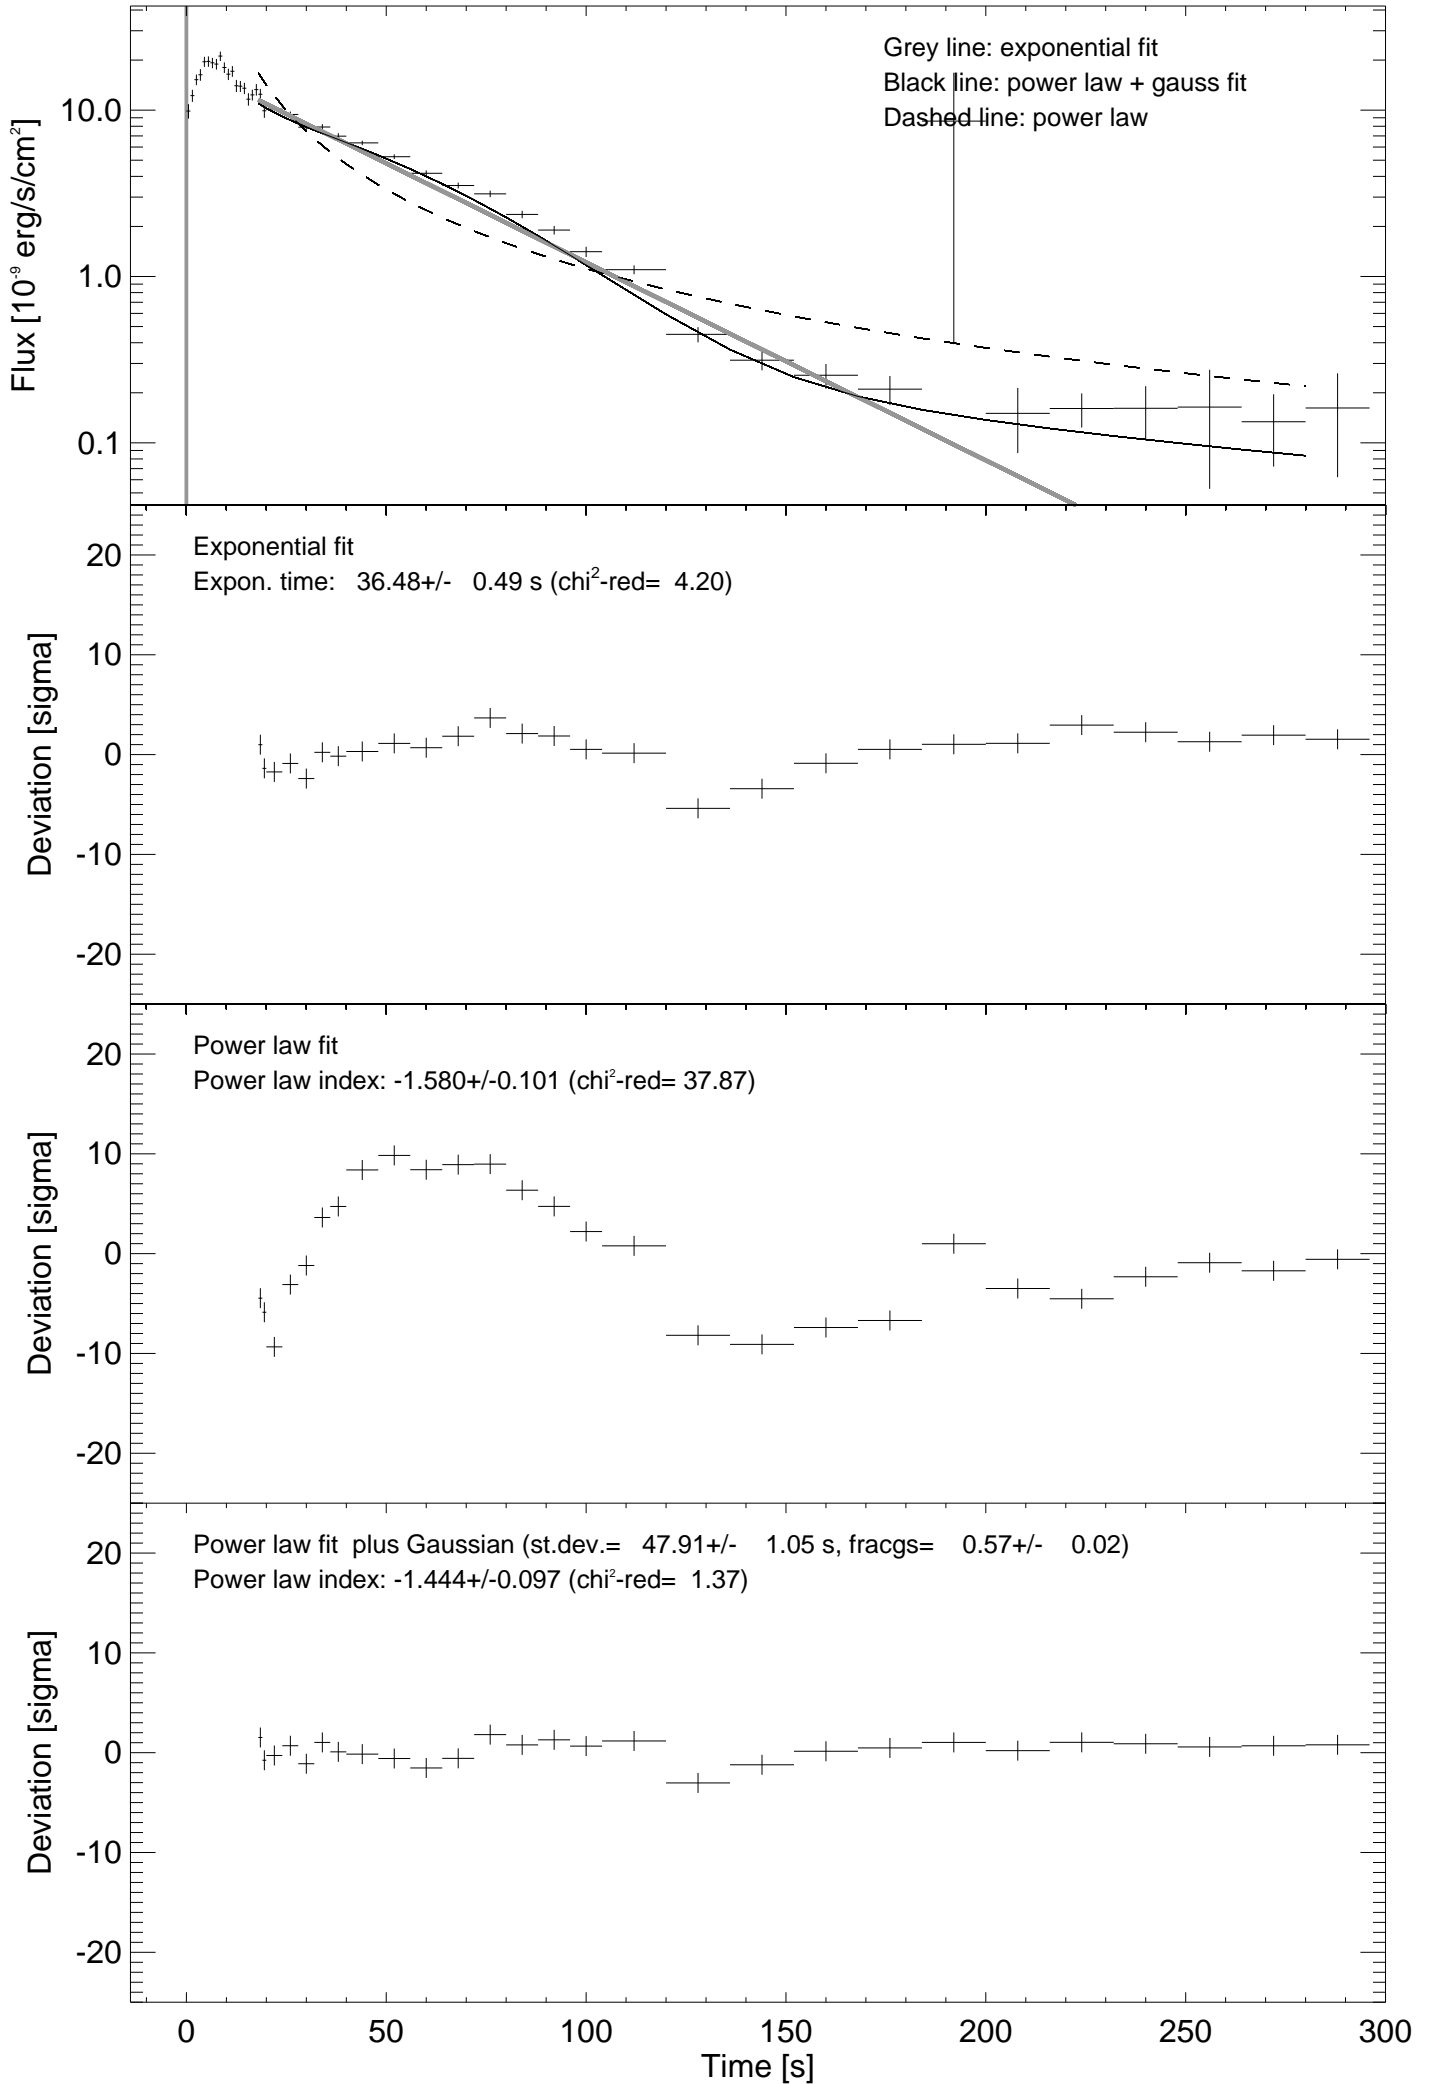 Grey line: exponential fit
Black line: power law + gauss fit
Dashed line: power law
Flux [10⁻⁹ erg/s/cm²]
10.0
1.0
0.1
Exponential fit
Expon. time: 36.48+/- 0.49 s (chi²-red= 4.20)
Deviation [sigma]
20
10
0
-10
-20
Power law fit
Power law index: -1.580+/-0.101 (chi²-red= 37.87)
Deviation [sigma]
20
10
0
-10
-20
Power law fit plus Gaussian (st.dev.= 47.91+/- 1.05 s, fracgs= 0.57+/- 0.02)
Power law index: -1.444+/-0.097 (chi²-red= 1.37)
Deviation [sigma]
20
10
0
-10
-20
0 50 100 150 200 250 300
Time [s]